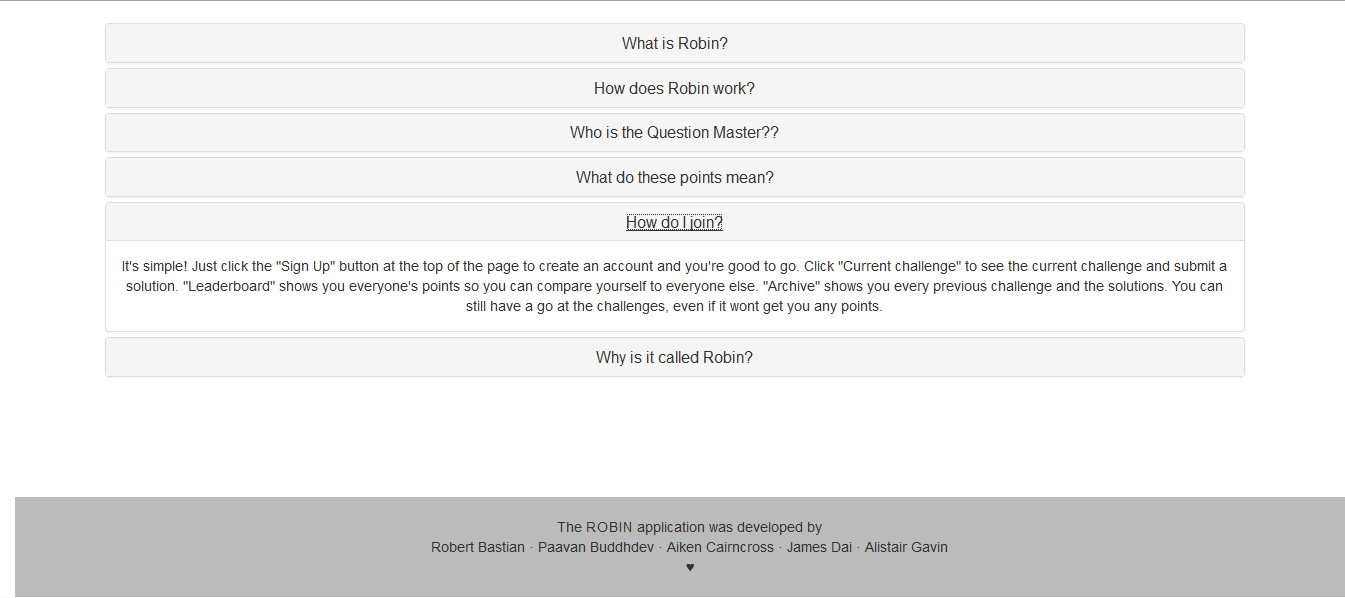 What is Robin?
How does Robin work?
Who is the Question Master??
What do these points mean?
How do I join?
It's simple! Just click the "Sign Up" button at the top of the page to create an account and you're good to go. Click "Current challenge" to see the current challenge and submit a
solution. "Leaderboard" shows you everyone's points so you can compare yourself to everyone else. "Archive" shows you every previous challenge and the solutions. You can
still have a go at the challenges, even if it wont get you any points.
Why is it called Robin?
The ROBIN application was developed by
Robert Bastian · Paavan Buddhdev · Aiken Cairncross · James Dai · Alistair Gavin
♥